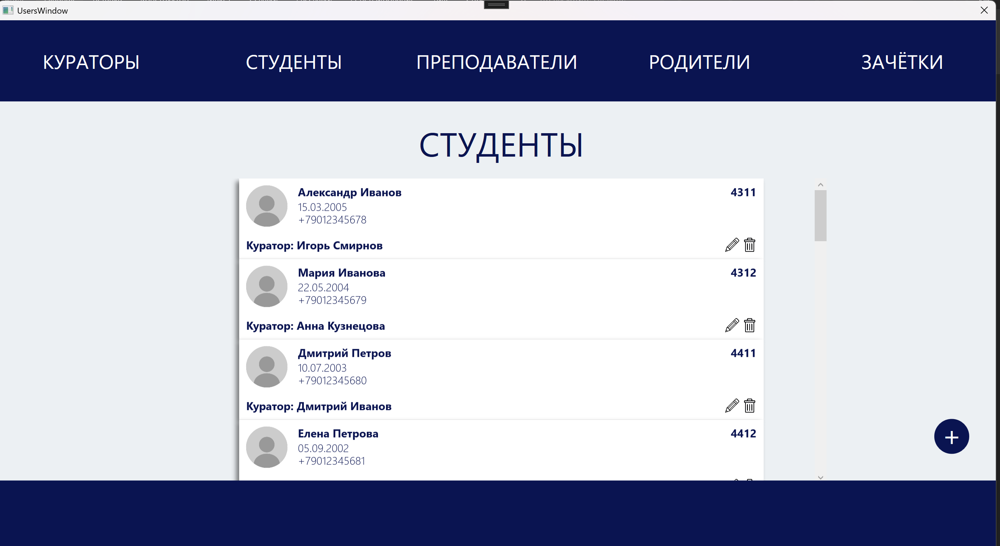 UsersWindow
КУРАТОРЫ СТУДЕНТЫ ПРЕПОДАВАТЕЛИ РОДИТЕЛИ ЗАЧЁТКИ
СТУДЕНТЫ
Александр Иванов 4311
15.03.2005
+79012345678
Куратор: Игорь Смирнов
Мария Иванова 4312
22.05.2004
+79012345679
Куратор: Анна Кузнецова
Дмитрий Петров 4411
10.07.2003
+79012345680
Куратор: Дмитрий Иванов
Елена Петрова 4412
05.09.2002
+79012345681
+